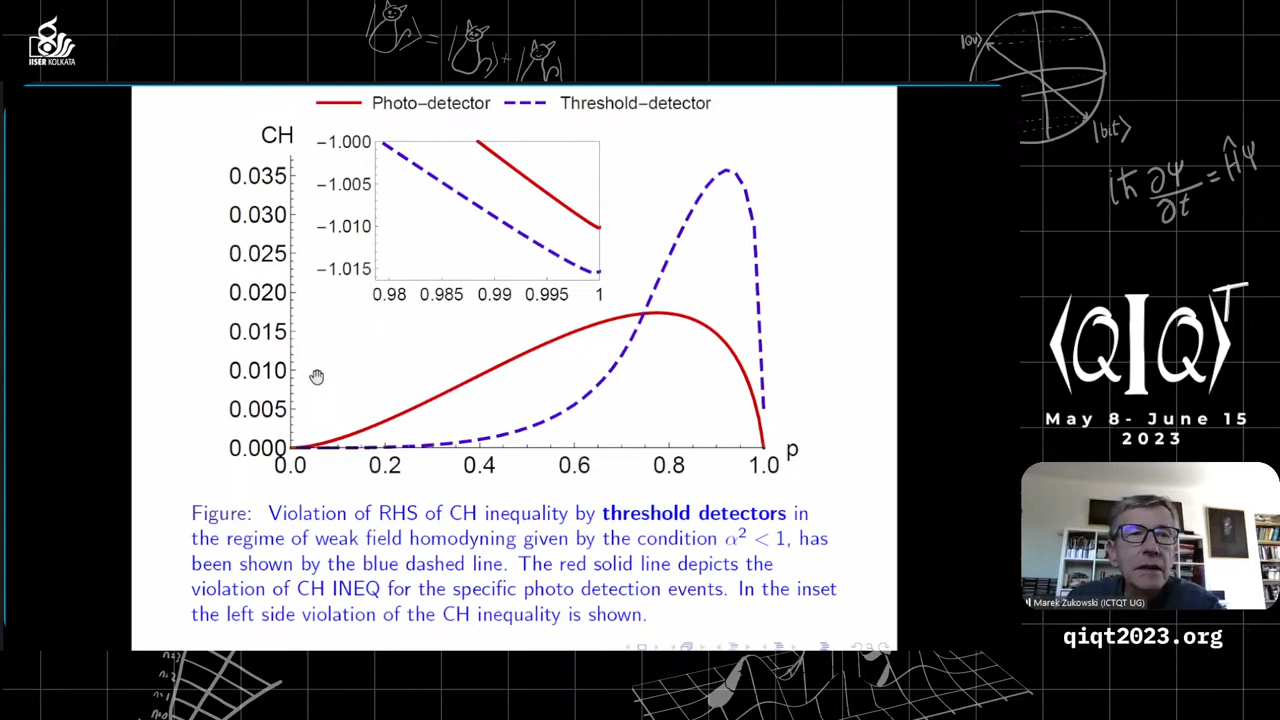 IISER KOLKATA
Photo-detector
Threshold-detector
CH
0.035
0.030
0.025
0.020
0.015
0.010
0.005
0.000
−1.000
−1.005
−1.010
−1.015
0.98 0.985 0.99 0.995 1
0.0 0.2 0.4 0.6 0.8 1.0 p
Figure: Violation of RHS of CH inequality by threshold detectors in
the regime of weak field homodyning given by the condition α² < 1, has
been shown by the blue dashed line. The red solid line depicts the
violation of CH INEQ for the specific photo detection events. In the inset
the left side violation of the CH inequality is shown.
|bit⟩
iħ ∂ψ/∂t = Ĥψ
⟨QIQ⟩T
May 8- June 15
2023
Marek Zukowski (ICTQT UG)
qiqt2023.org
n=3
n=2
n=1
n=0